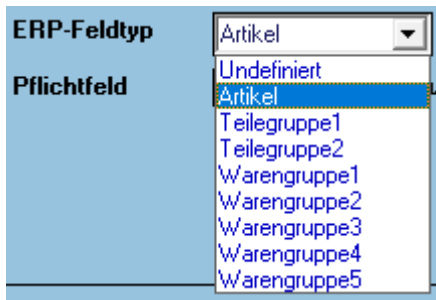 ERP-Feldtyp Artikel
Undefiniert
Pflichtfeld
Artikel
Teilegruppe1
Teilegruppe2
Warengruppe1
Warengruppe2
Warengruppe3
Warengruppe4
Warengruppe5